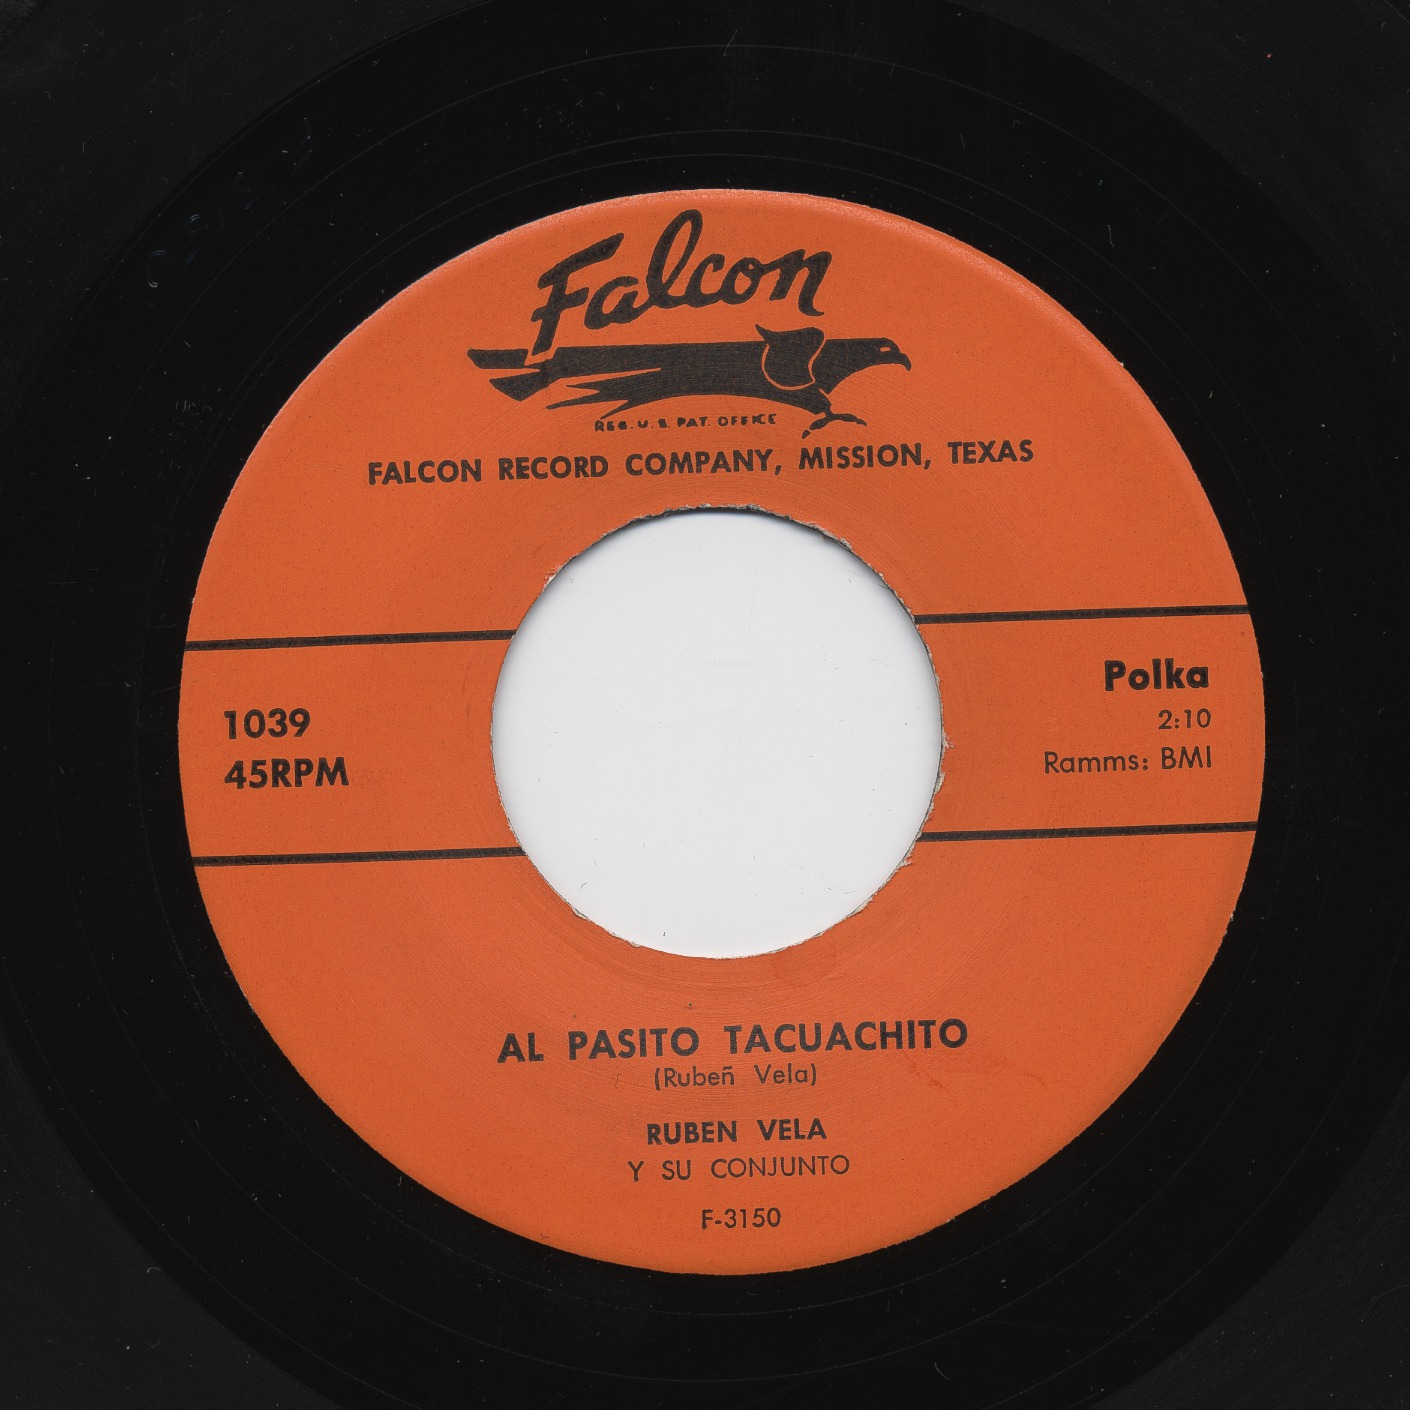 Falcon
REG. U.S. PAT. OFFICE
FALCON RECORD COMPANY, MISSION, TEXAS
Polka
1039
2:10
45RPM
Ramms: BMI
AL PASITO TACUACHITO
(Rubeñ Vela)
RUBEN VELA
Y SU CONJUNTO
F-3150